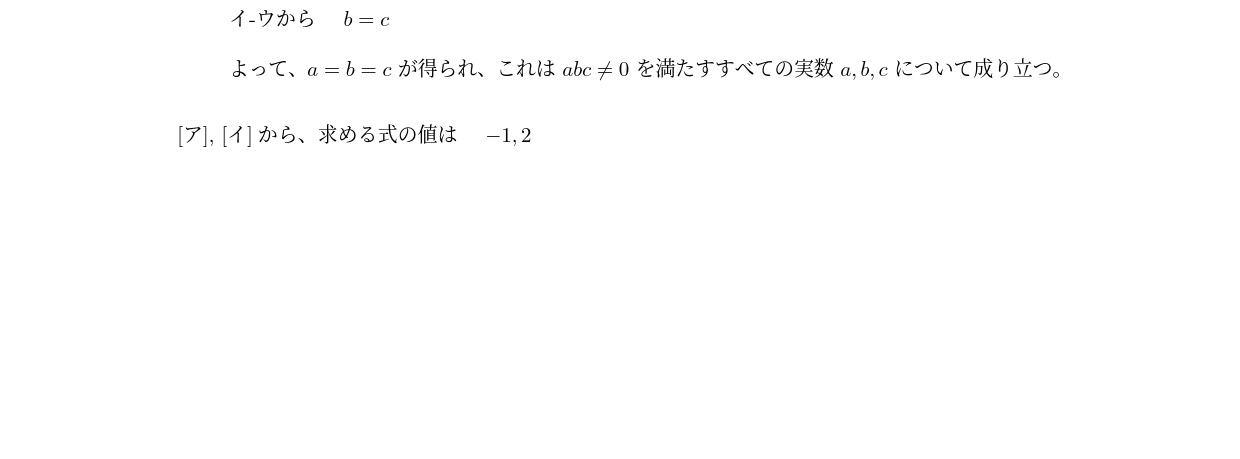 イ-ウから b = c
よって、a = b = c が得られ、これは abc ≠ 0 を満たすすべての実数 a, b, c について成り立つ。
[ア], [イ] から、求める式の値は −1, 2